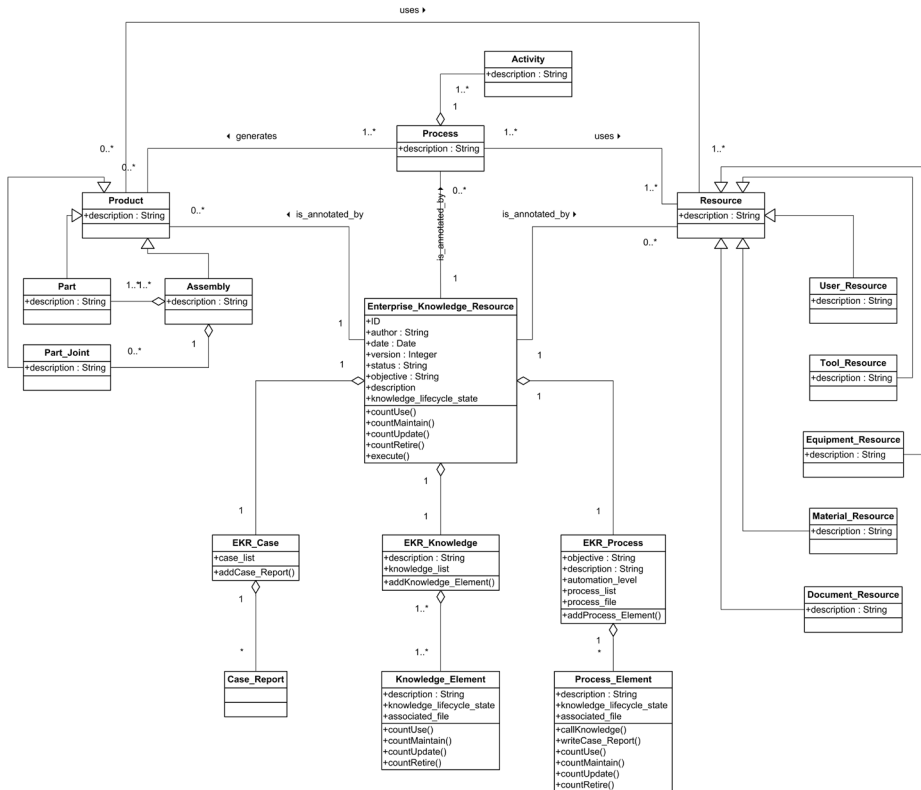 uses ▶
Activity
+description : String
1..*
1
0..*
◀ generates
1..*
Process
+description : String
1..*
uses ▶
1..*
0..*
Product
+description : String
0..*
◀ is_annotated_by
is_annotated_by ▶
0..*
is_annotated_by ▶
1..*
Resource
+description : String
0..*
Part
+description : String
1..*
1..*
Assembly
+description : String
1
User_Resource
+description : String
Enterprise_Knowledge_Resource
+ID
+author : String
+date : Date
+version : Integer
+status : String
+objective : String
+description
+knowledge_lifecycle_state
+countUse()
+countMaintain()
+countUpdate()
+countRetire()
+execute()
1
1
1
Part_Joint
+description : String
0..*
1
1
1
Tool_Resource
+description : String
Equipment_Resource
+description : String
1
1
1
1
Material_Resource
+description : String
EKR_Case
+case_list
+addCase_Report()
EKR_Knowledge
+description : String
+knowledge_list
+addKnowledge_Element()
EKR_Process
+objective : String
+description : String
+automation_level
+process_list
+process_file
+addProcess_Element()
Document_Resource
+description : String
1
*
1..*
1..*
1
*
Case_Report
Knowledge_Element
+description : String
+knowledge_lifecycle_state
+associated_file
+countUse()
+countMaintain()
+countUpdate()
+countRetire()
Process_Element
+description : String
+knowledge_lifecycle_state
+associated_file
+callKnowledge()
+writeCase_Report()
+countUse()
+countMaintain()
+countUpdate()
+countRetire()